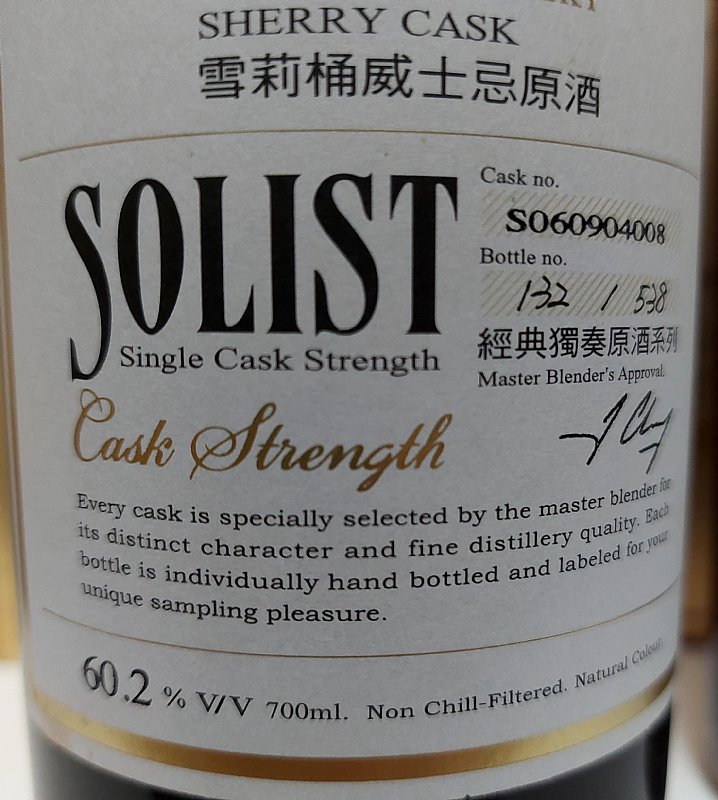 SHERRY CASK
雪莉桶威士忌原酒
SOLIST
Single Cask Strength
Cask Strength
Cask no.
S060904008
Bottle no.
132 / 538
經典獨奏原酒系列
Master Blender's Approval.
Every cask is specially selected by the master blender for
its distinct character and fine distillery quality. Each
bottle is individually hand bottled and labeled for your
unique sampling pleasure.
60.2 % V/V 700ml. Non Chill-Filtered. Natural Colour.